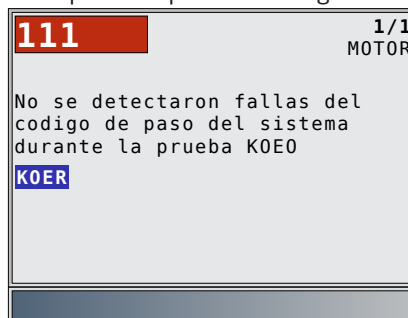 111
1/1
MOTOR
No se detectaron fallas del
codigo de paso del sistema
durante la prueba KOEO
KOER